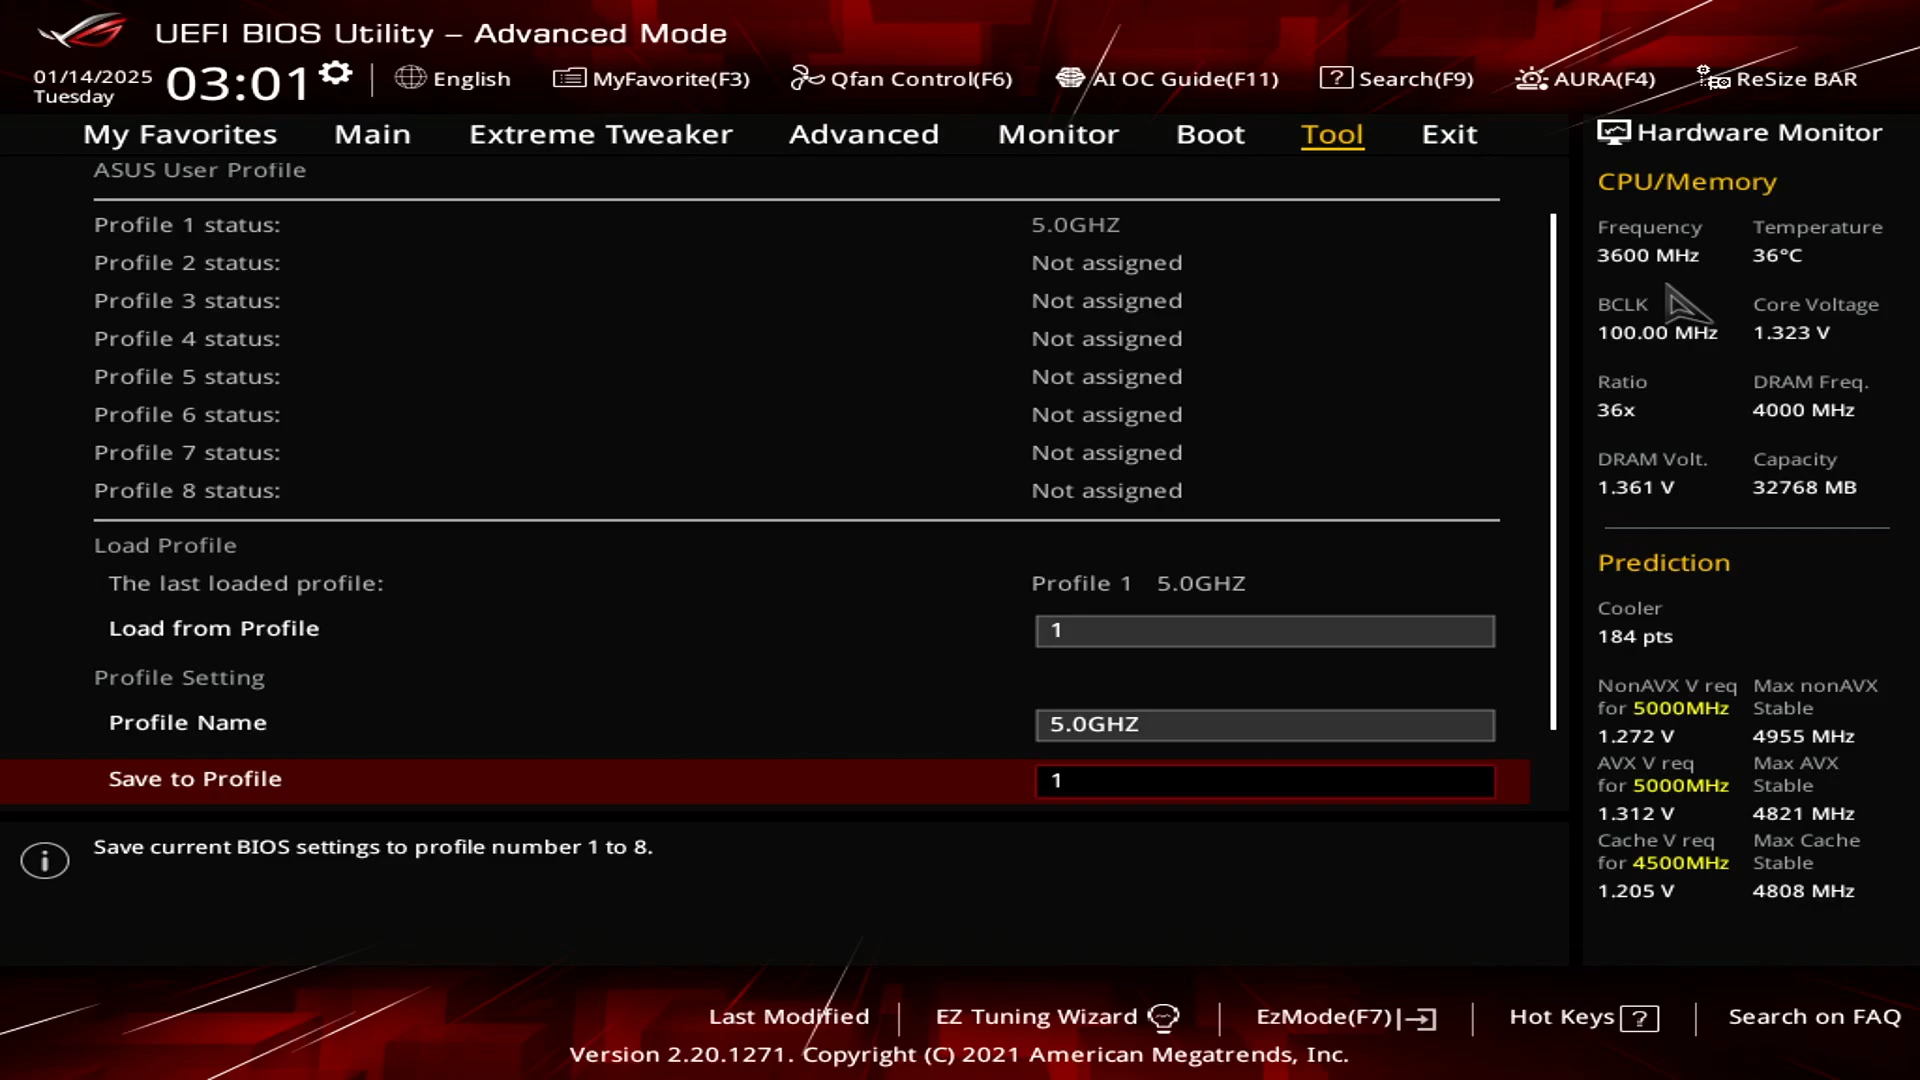 UEFI BIOS Utility – Advanced Mode
01/14/2025
Tuesday
03:01
English
MyFavorite(F3)
Qfan Control(F6)
AI OC Guide(F11)
Search(F9)
AURA(F4)
ReSize BAR
My Favorites
Main
Extreme Tweaker
Advanced
Monitor
Boot
Tool
Exit
ASUS User Profile
Profile 1 status: 5.0GHZ
Profile 2 status: Not assigned
Profile 3 status: Not assigned
Profile 4 status: Not assigned
Profile 5 status: Not assigned
Profile 6 status: Not assigned
Profile 7 status: Not assigned
Profile 8 status: Not assigned
Load Profile
The last loaded profile: Profile 1 5.0GHZ
Load from Profile 1
Profile Setting
Profile Name 5.0GHZ
Save to Profile 1
Save current BIOS settings to profile number 1 to 8.
Hardware Monitor
CPU/Memory
Frequency Temperature
3600 MHz 36°C
BCLK Core Voltage
100.00 MHz 1.323 V
Ratio DRAM Freq.
36x 4000 MHz
DRAM Volt. Capacity
1.361 V 32768 MB
Prediction
Cooler
184 pts
NonAVX V req Max nonAVX
for 5000MHz Stable
1.272 V 4955 MHz
AVX V req Max AVX
for 5000MHz Stable
1.312 V 4821 MHz
Cache V req Max Cache
for 4500MHz Stable
1.205 V 4808 MHz
Last Modified
EZ Tuning Wizard
EzMode(F7)
Hot Keys ?
Search on FAQ
Version 2.20.1271. Copyright (C) 2021 American Megatrends, Inc.